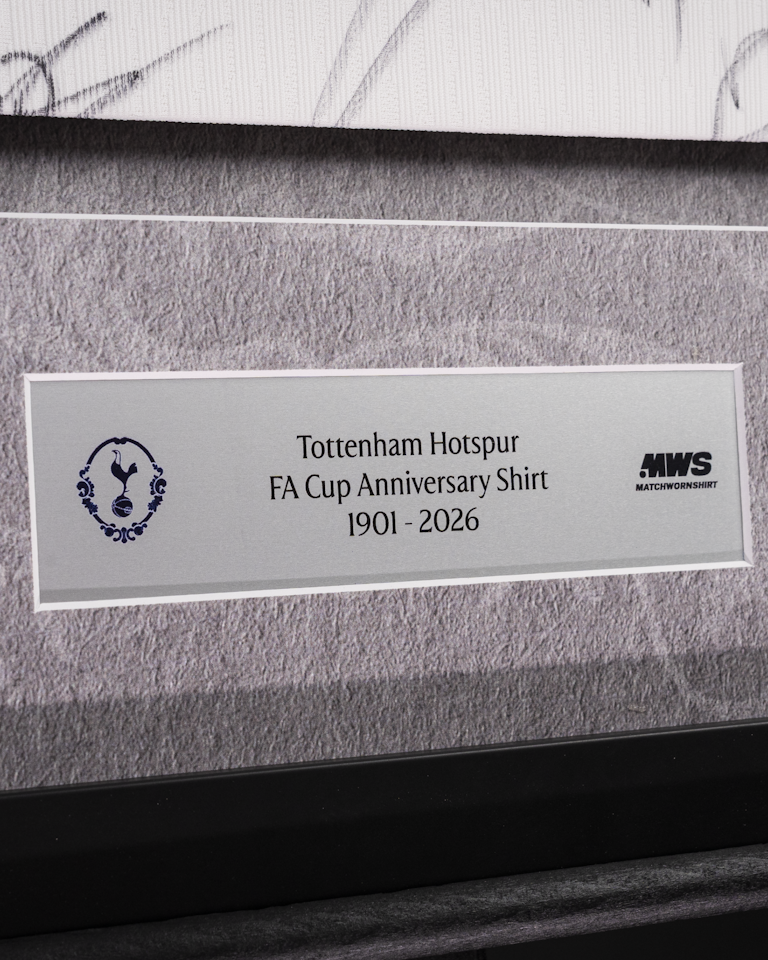 Tottenham Hotspur
FA Cup Anniversary Shirt
1901 - 2026
MWS
MATCHWORNSHIRT